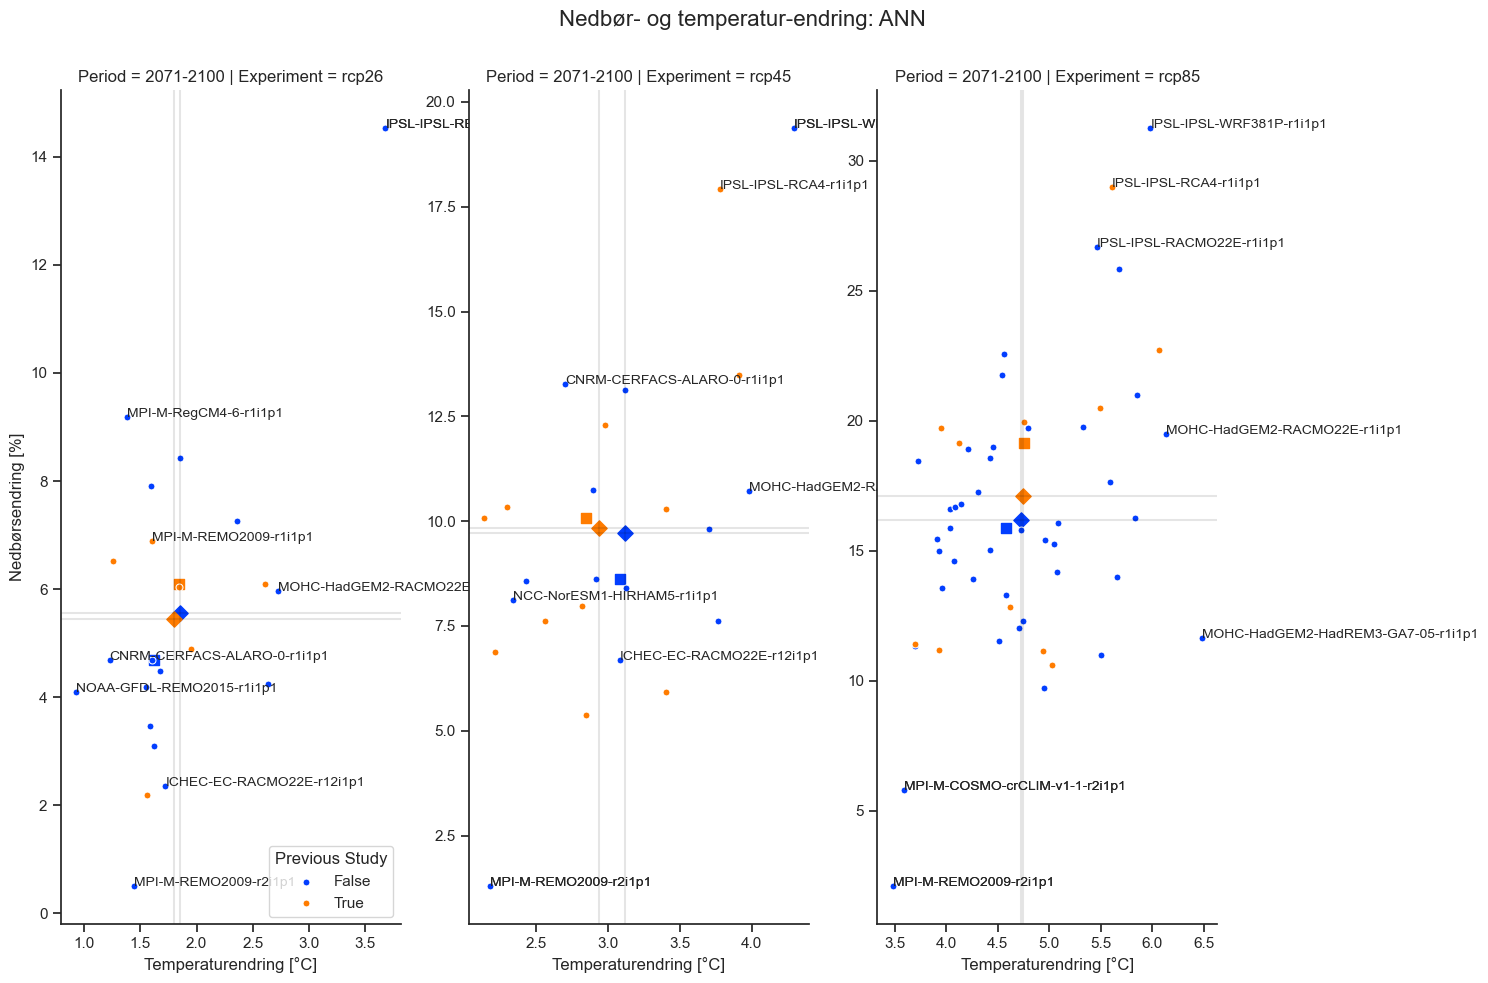 Nedbør- og temperatur-endring: ANN
Period = 2071-2100 | Experiment = rcp26
Period = 2071-2100 | Experiment = rcp45
Period = 2071-2100 | Experiment = rcp85
Nedbørsendring [%]
14
12
10
8
6
4
2
0
IPSL-IPSL-RE
MPI-M-RegCM4-6-r1i1p1
MPI-M-REMO2009-r1i1p1
MOHC-HadGEM2-RACMO22E
CNRM-CERFACS-ALARO-0-r1i1p1
NOAA-GFDL-REMO2015-r1i1p1
ICHEC-EC-RACMO22E-r12i1p1
MPI-M-REMO2009-r2i1p1
Previous Study
False
True
1.0 1.5 2.0 2.5 3.0 3.5
Temperaturendring [°C]
20.0
17.5
15.0
12.5
10.0
7.5
5.0
2.5
IPSL-IPSL-W
IPSL-IPSL-RCA4-r1i1p1
CNRM-CERFACS-ALARO-0-r1i1p1
MOHC-HadGEM2-R
NCC-NorESM1-HIRHAM5-r1i1p1
ICHEC-EC-RACMO22E-r12i1p1
MPI-M-REMO2009-r2i1p1
2.5 3.0 3.5 4.0
Temperaturendring [°C]
30
25
20
15
10
5
IPSL-IPSL-WRF381P-r1i1p1
IPSL-IPSL-RCA4-r1i1p1
IPSL-IPSL-RACMO22E-r1i1p1
MOHC-HadGEM2-RACMO22E-r1i1p1
MOHC-HadGEM2-HadREM3-GA7-05-r1i1p1
MPI-M-COSMO-crCLIM-v1-1-r2i1p1
MPI-M-REMO2009-r2i1p1
3.5 4.0 4.5 5.0 5.5 6.0 6.5
Temperaturendring [°C]